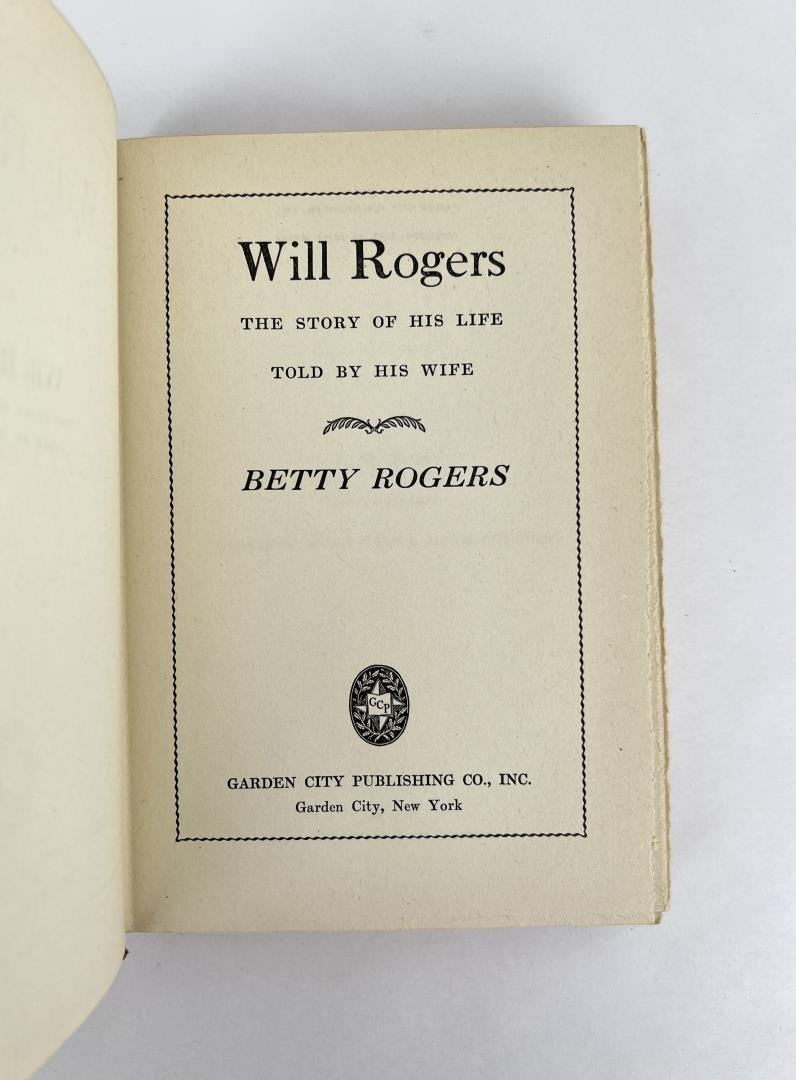 Will Rogers
THE STORY OF HIS LIFE
TOLD BY HIS WIFE
BETTY ROGERS
GCP
GARDEN CITY PUBLISHING CO., INC.
Garden City, New York